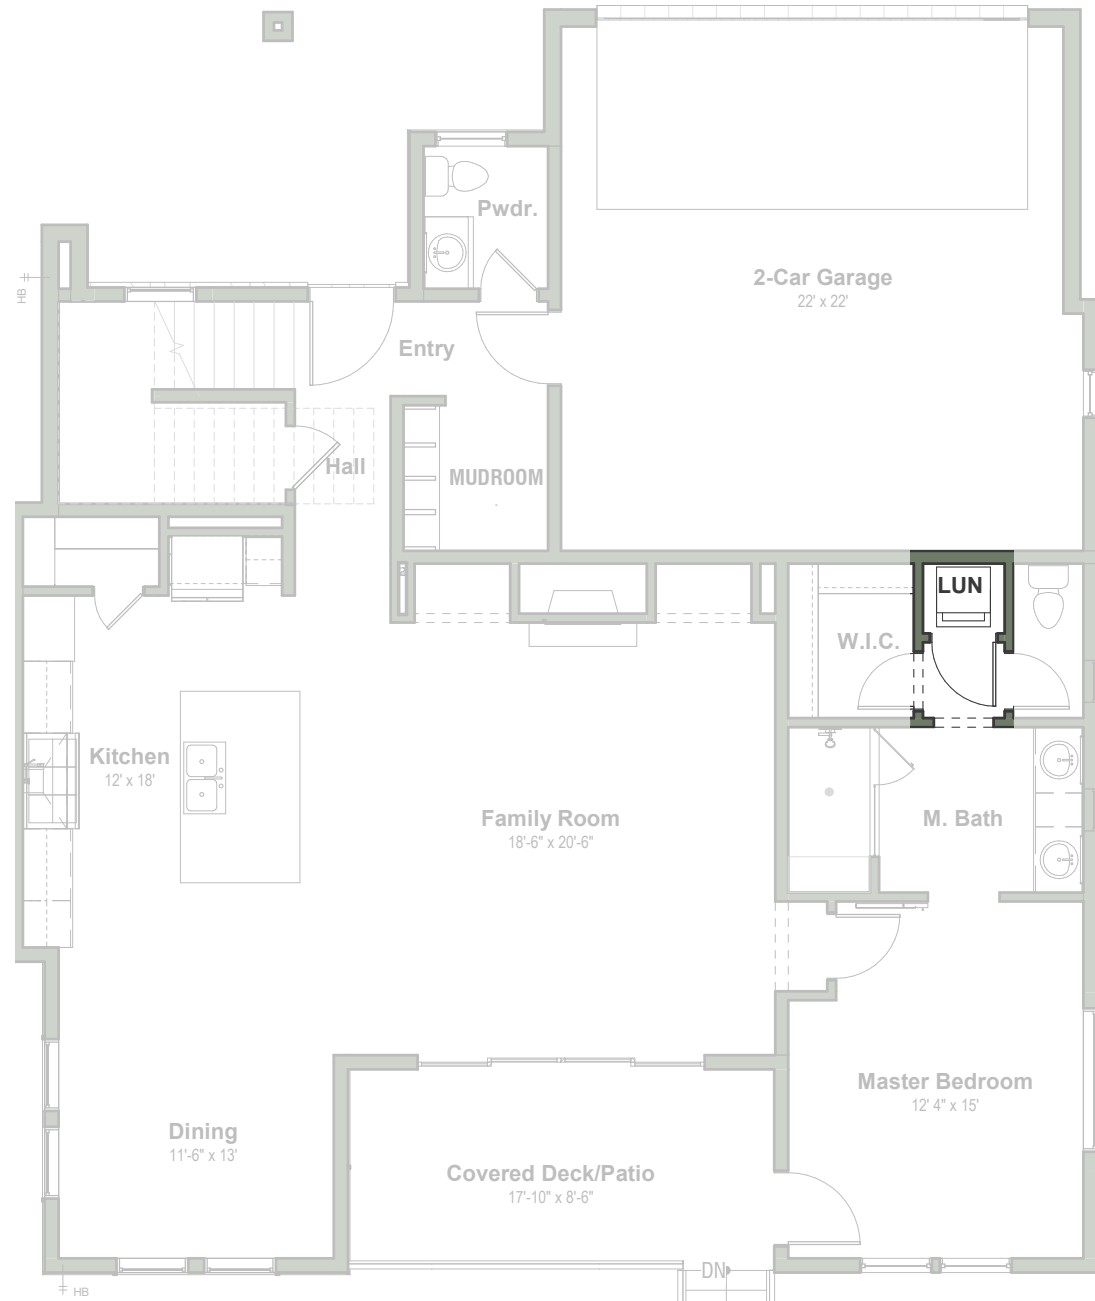 Pwdr.
2-Car Garage
22' x 22'
HB
Entry
Hall
MUDROOM
LUN
W.I.C.
Kitchen
12' x 18'
Family Room
18'-6" x 20'-6"
M. Bath
Master Bedroom
12' 4" x 15'
Dining
11'-6" x 13'
Covered Deck/Patio
17'-10" x 8'-6"
DN
HB